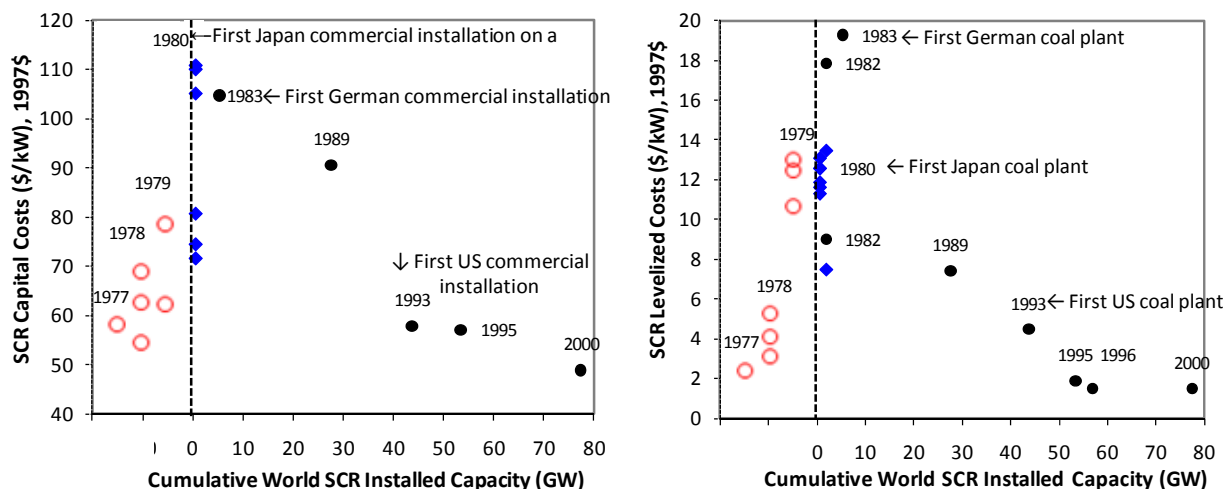 SCR Capital Costs ($/kW), 1997$
120
110
100
90
80
70
60
50
40
1980 ←First Japan commercial installation on a
1983← First German commercial installation
1989
1979
1978
1977
↓ First US commercial
installation
1993
1995
2000
0 0 10 20 30 40 50 60 70 80
Cumulative World SCR Installed Capacity (GW)
SCR Levelized Costs ($/kW), 1997$
20
18
16
14
12
10
8
6
4
2
0
1983 ← First German coal plant
1982
1979
1980 ← First Japan coal plant
1982
1989
1978
1993 ← First US coal plant
1977
1995 1996 2000
0 10 20 30 40 50 60 70 80
Cumulative World SCR Installed Capacity (GW)